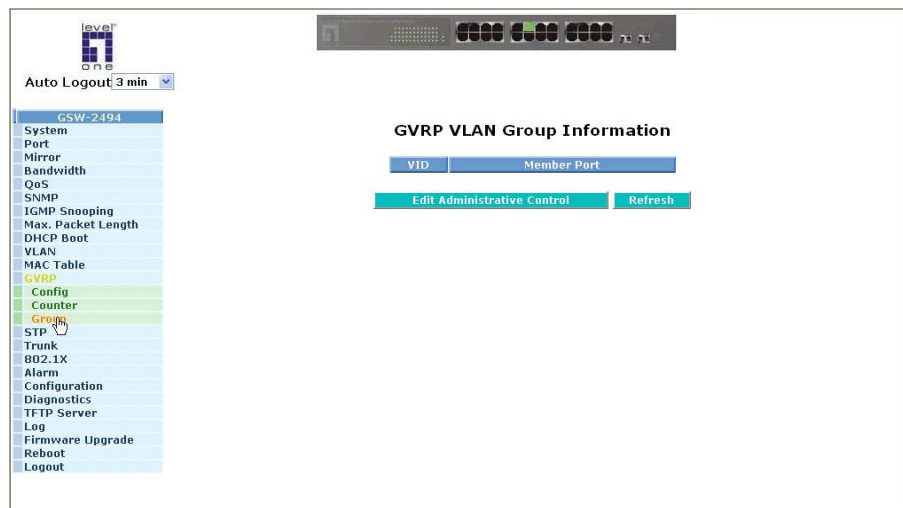 level
one
Auto Logout 3 min
GSW-2494
System
Port
Mirror
Bandwidth
QoS
SNMP
IGMP Snooping
Max. Packet Length
DHCP Boot
VLAN
MAC Table
GVRP
Config
Counter
Group
STP
Trunk
802.1X
Alarm
Configuration
Diagnostics
TFTP Server
Log
Firmware Upgrade
Reboot
Logout
GVRP VLAN Group Information
VID Member Port
Edit Administrative Control Refresh